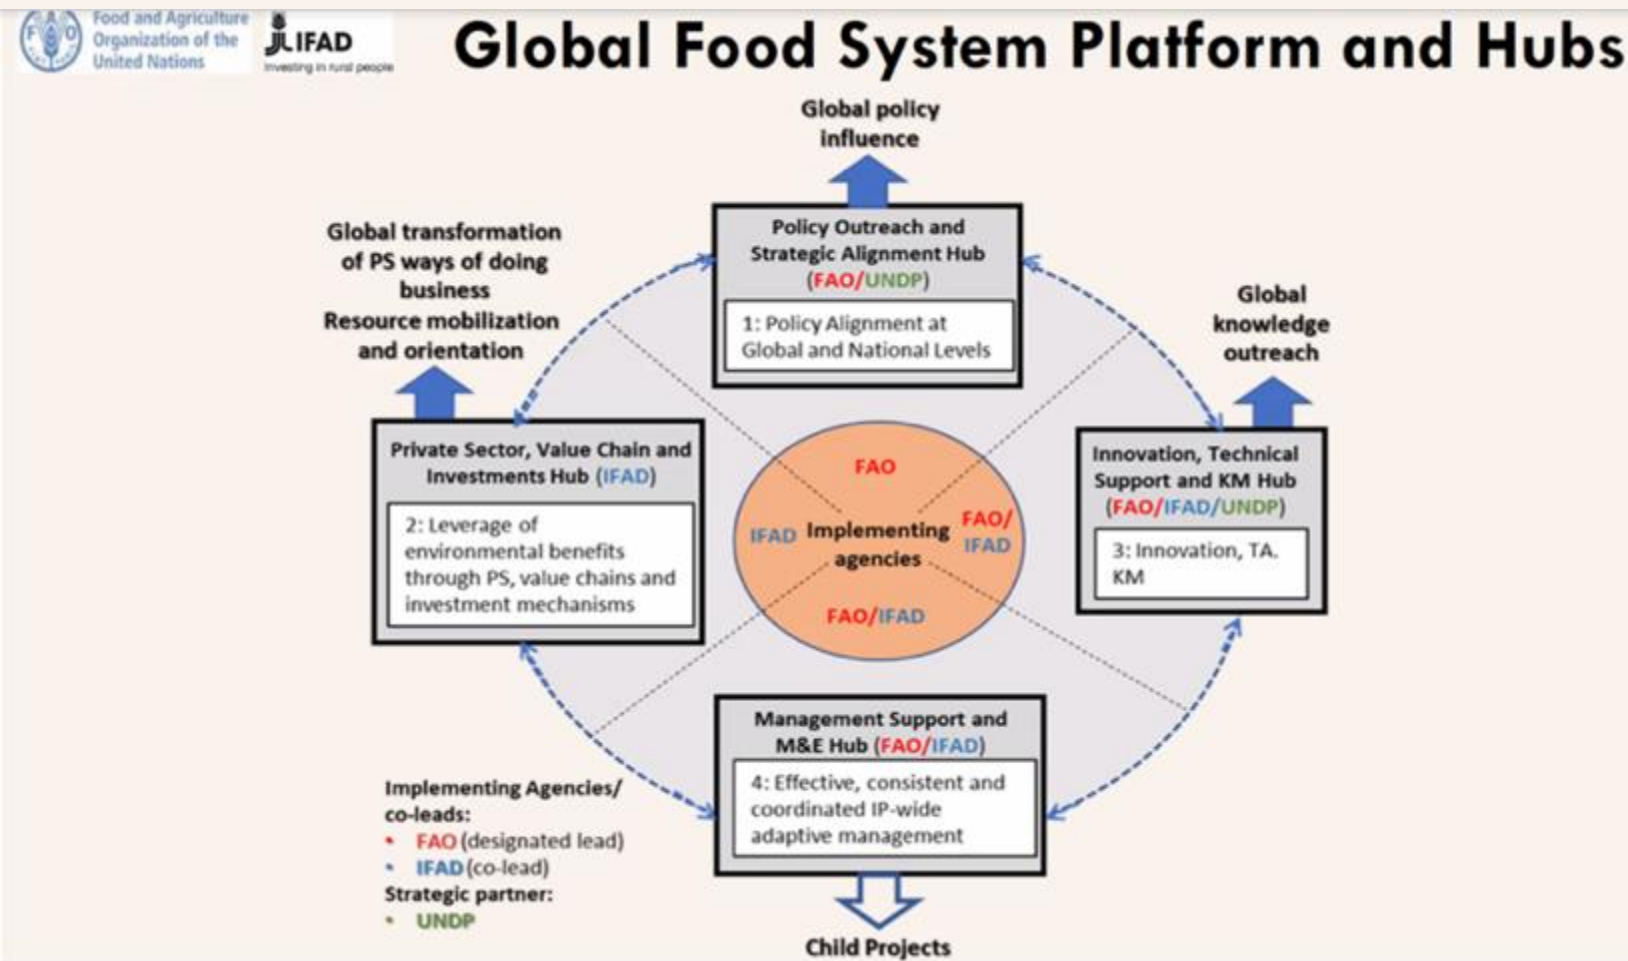 Food and Agriculture
Organization of the
United Nations
FAO
IFAD
Investing in rural people
Global Food System Platform and Hubs
Global policy
influence
Policy Outreach and
Strategic Alignment Hub
(FAO/UNDP)
1: Policy Alignment at
Global and National Levels
Global transformation
of PS ways of doing
business
Resource mobilization
and orientation
Private Sector, Value Chain and
Investments Hub (IFAD)
2: Leverage of
environmental benefits
through PS, value chains and
investment mechanisms
Global
knowledge
outreach
Innovation, Technical
Support and KM Hub
(FAO/IFAD/UNDP)
3: Innovation, TA.
KM
FAO
IFAD
Implementing
agencies
FAO/
IFAD
FAO/IFAD
Management Support and
M&E Hub (FAO/IFAD)
4: Effective, consistent and
coordinated IP-wide
adaptive management
Child Projects
Implementing Agencies/
co-leads:
• FAO (designated lead)
• IFAD (co-lead)
Strategic partner:
• UNDP